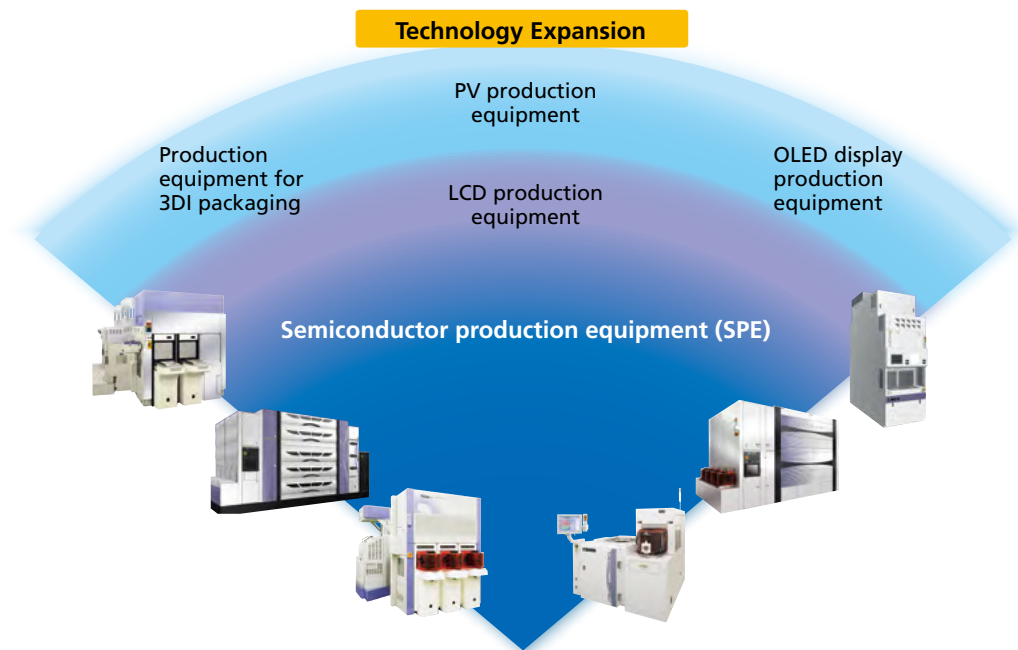 Technology Expansion
PV production
equipment
Production
equipment for
3DI packaging
OLED display
production
equipment
LCD production
equipment
Semiconductor production equipment (SPE)